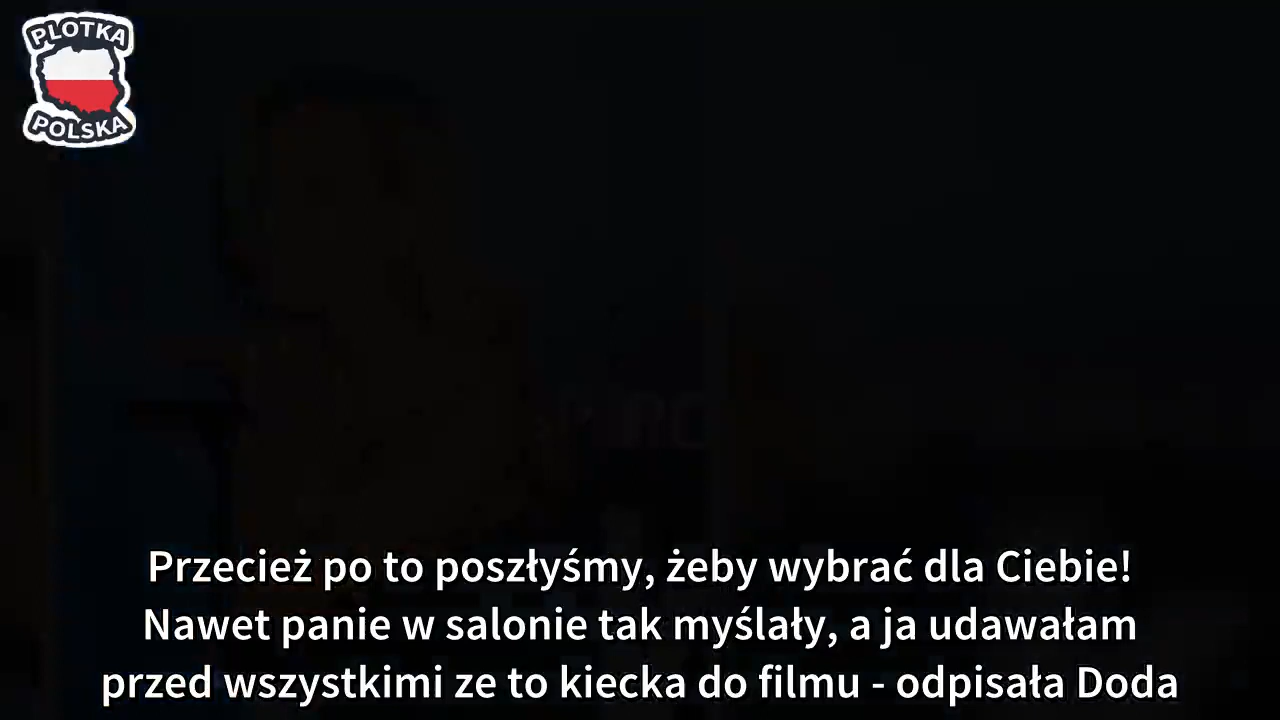 PLOTKA
POLSKA
Przecież po to poszłyśmy, żeby wybrać dla Ciebie!
Nawet panie w salonie tak myślały, a ja udawałam
przed wszystkimi ze to kiecka do filmu - odpisała Doda